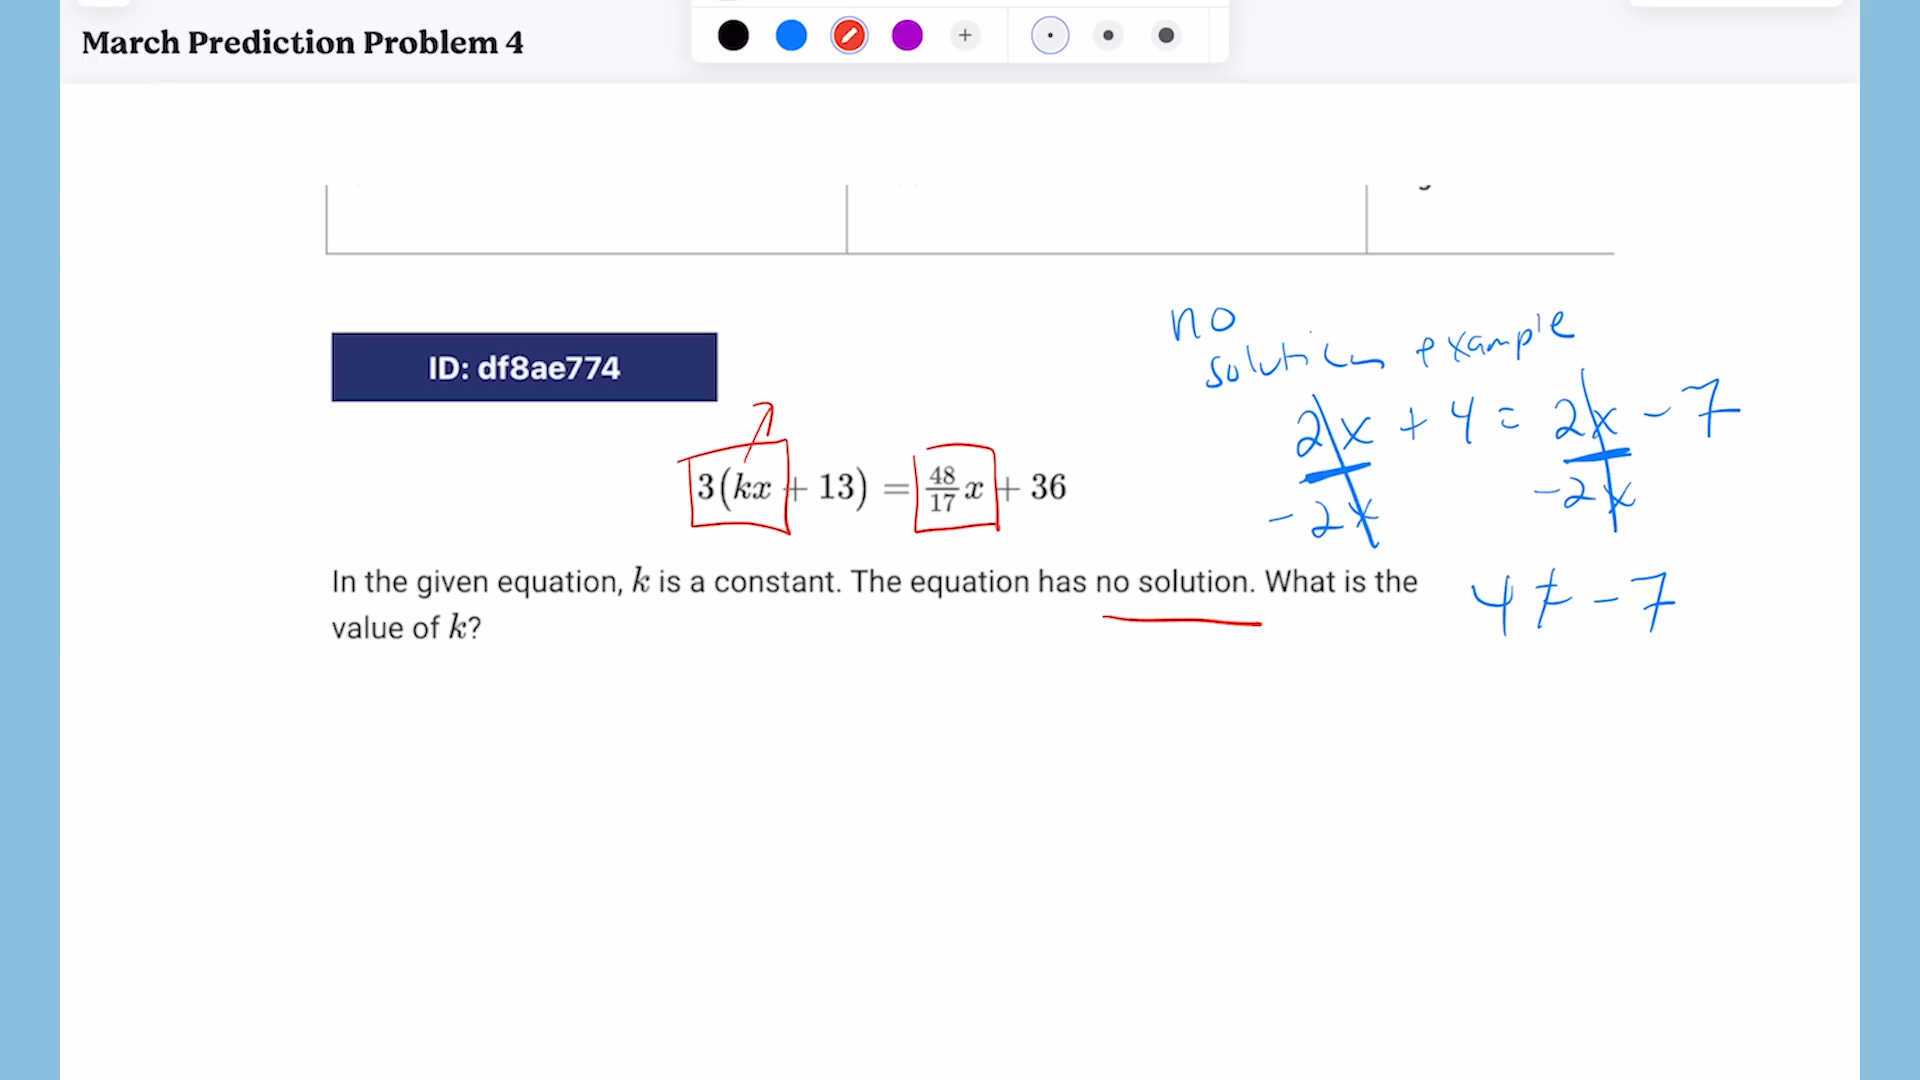 March Prediction Problem 4
no
solution example
2x + 4 = 2x - 7
-2x -2x
4 ≠ -7
ID: df8ae774
3(kx + 13) = 48/17 x + 36
In the given equation, k is a constant. The equation has no solution. What is the
value of k?